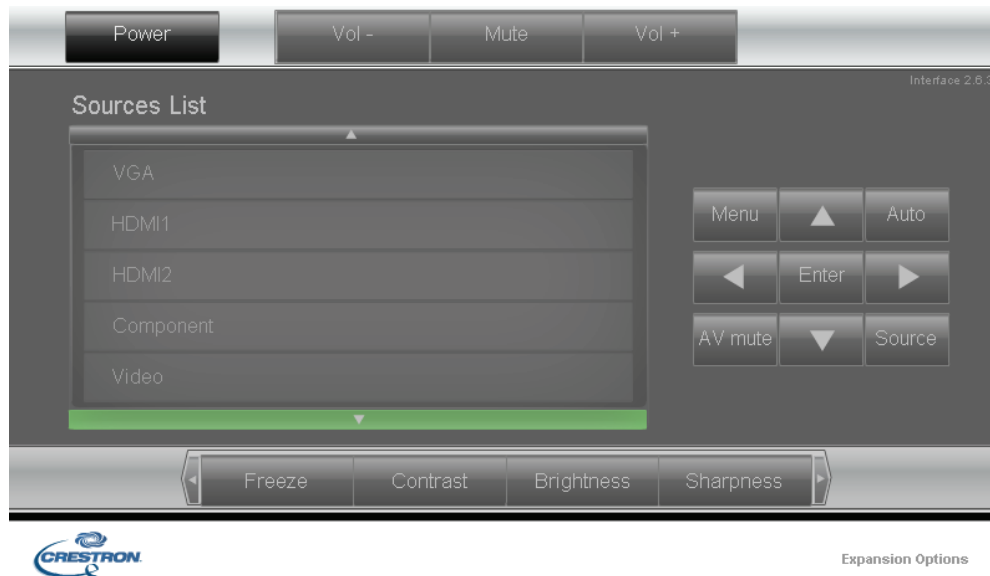 Power
Vol -
Mute
Vol +
Interface 2.6.3
Sources List
VGA
HDMI1
HDMI2
Component
Video
Menu
Auto
Enter
AV mute
Source
Freeze
Contrast
Brightness
Sharpness
CRESTRON
Expansion Options